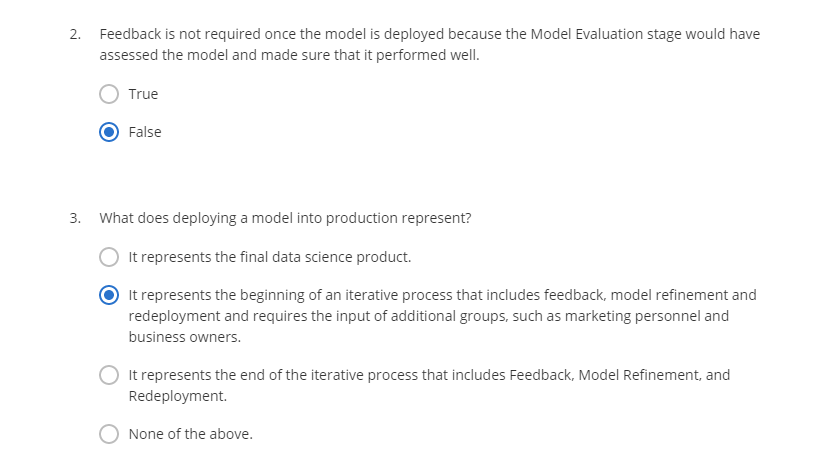 2. Feedback is not required once the model is deployed because the Model Evaluation stage would have
assessed the model and made sure that it performed well.
True
False
3. What does deploying a model into production represent?
It represents the final data science product.
It represents the beginning of an iterative process that includes feedback, model refinement and
redeployment and requires the input of additional groups, such as marketing personnel and
business owners.
It represents the end of the iterative process that includes Feedback, Model Refinement, and
Redeployment.
None of the above.